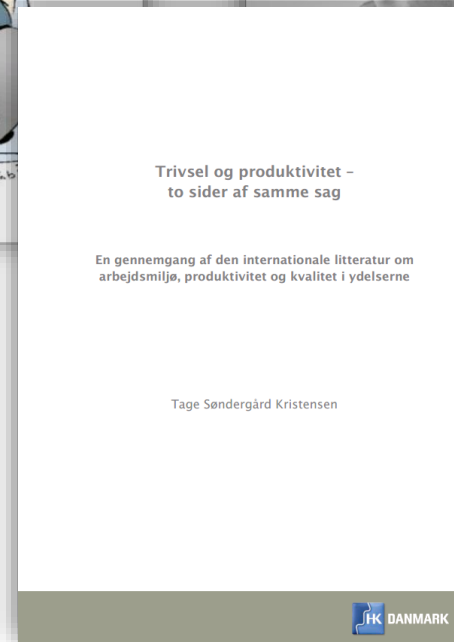 Trivsel og produktivitet –
to sider af samme sag
En gennemgang af den internationale litteratur om
arbejdsmiljø, produktivitet og kvalitet i ydelserne
Tage Søndergård Kristensen
HK DANMARK